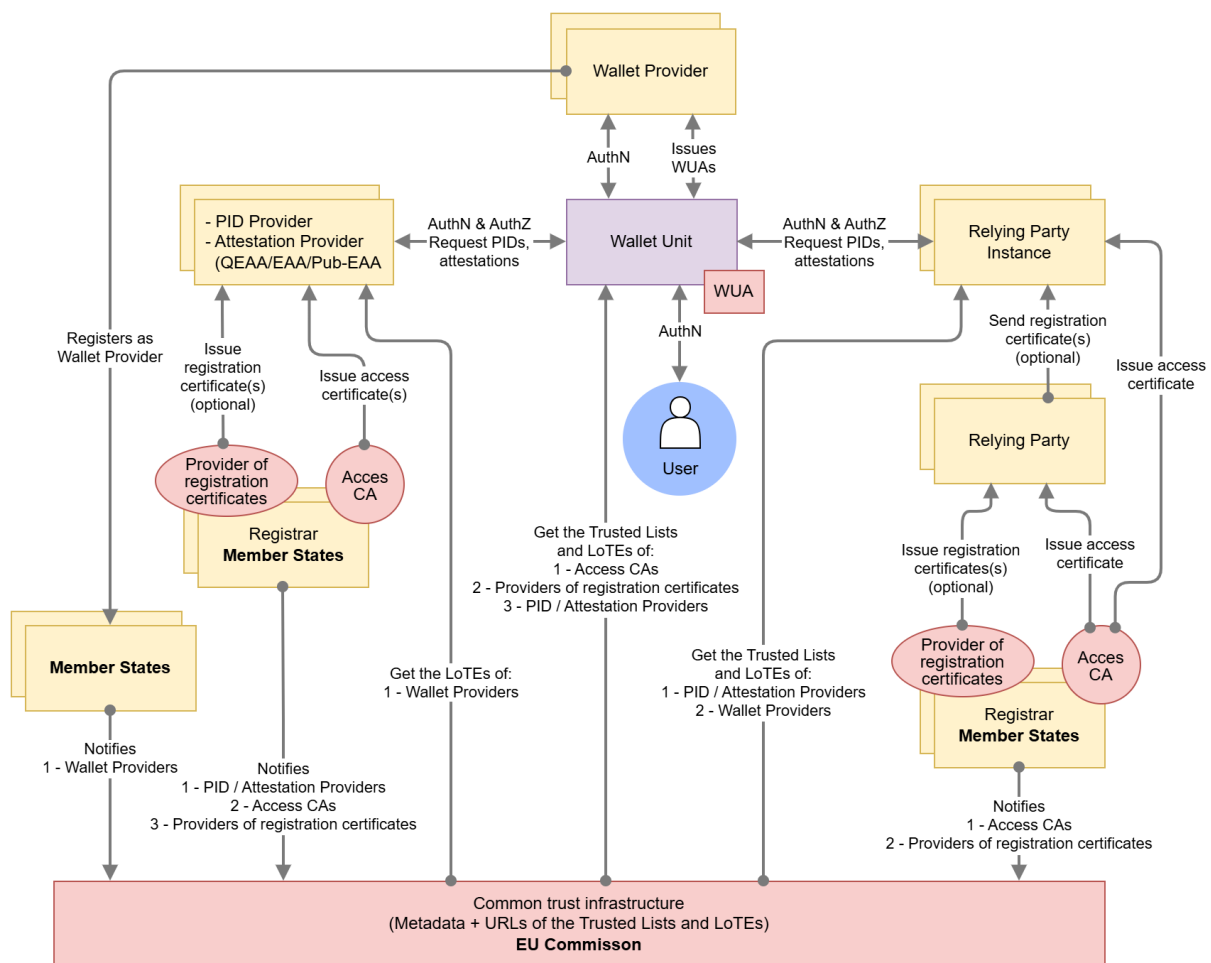 Wallet Provider
AuthN
Issues
WUAs
- PID Provider
- Attestation Provider
(QEAA/EAA/Pub-EAA
AuthN & AuthZ
Request PIDs,
attestations
Wallet Unit
WUA
AuthN & AuthZ
Request PIDs,
attestations
Relying Party
Instance
Registers as
Wallet Provider
Issue
registration
certificate(s)
(optional)
Issue access
certificate(s)
AuthN
User
Send registration
certificate(s)
(optional)
Issue access
certificate
Relying Party
Provider of
registration
certificates
Acces
CA
Registrar
Member States
Get the Trusted Lists
and LoTEs of:
1 - Access CAs
2 - Providers of registration certificates
3 - PID / Attestation Providers
Issue registration
certificates(s)
(optional)
Issue access
certificate
Member States
Get the LoTEs of:
1 - Wallet Providers
Get the Trusted Lists
and LoTEs of:
1 - PID / Attestation Providers
2 - Wallet Providers
Provider of
registration
certificates
Acces
CA
Registrar
Member States
Notifies
1 - Wallet Providers
Notifies
1 - PID / Attestation Providers
2 - Access CAs
3 - Providers of registration certificates
Notifies
1 - Access CAs
2 - Providers of registration certificates
Common trust infrastructure
(Metadata + URLs of the Trusted Lists and LoTEs)
EU Commisson